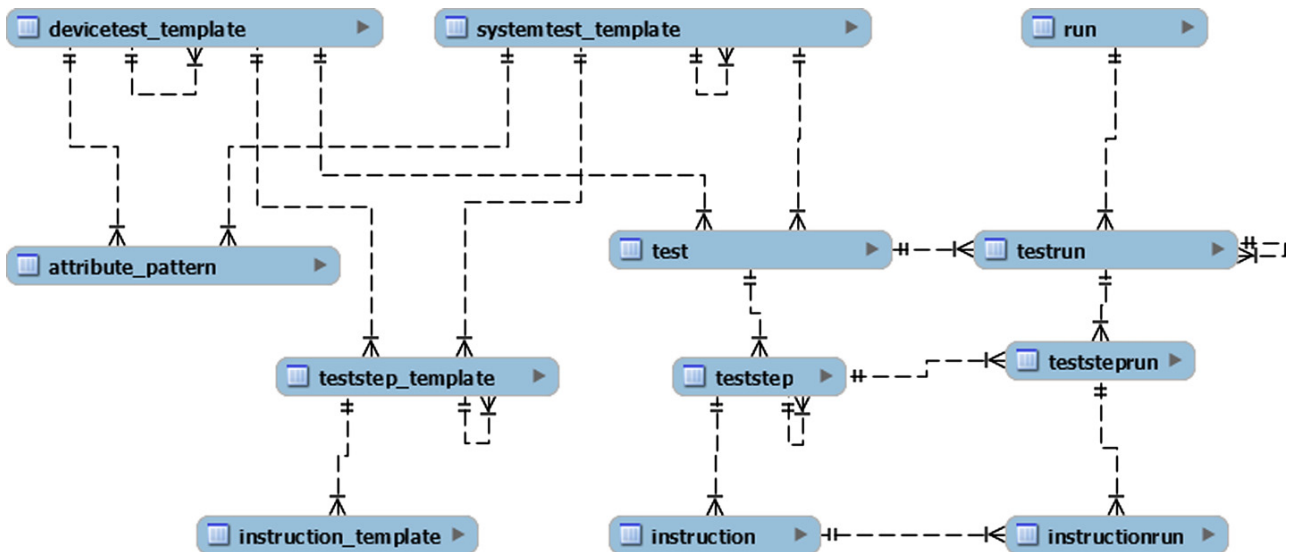 devicetest_template
systemtest_template
run
attribute_pattern
test
testrun
teststep_template
teststep
teststeprun
instruction_template
instruction
instructionrun